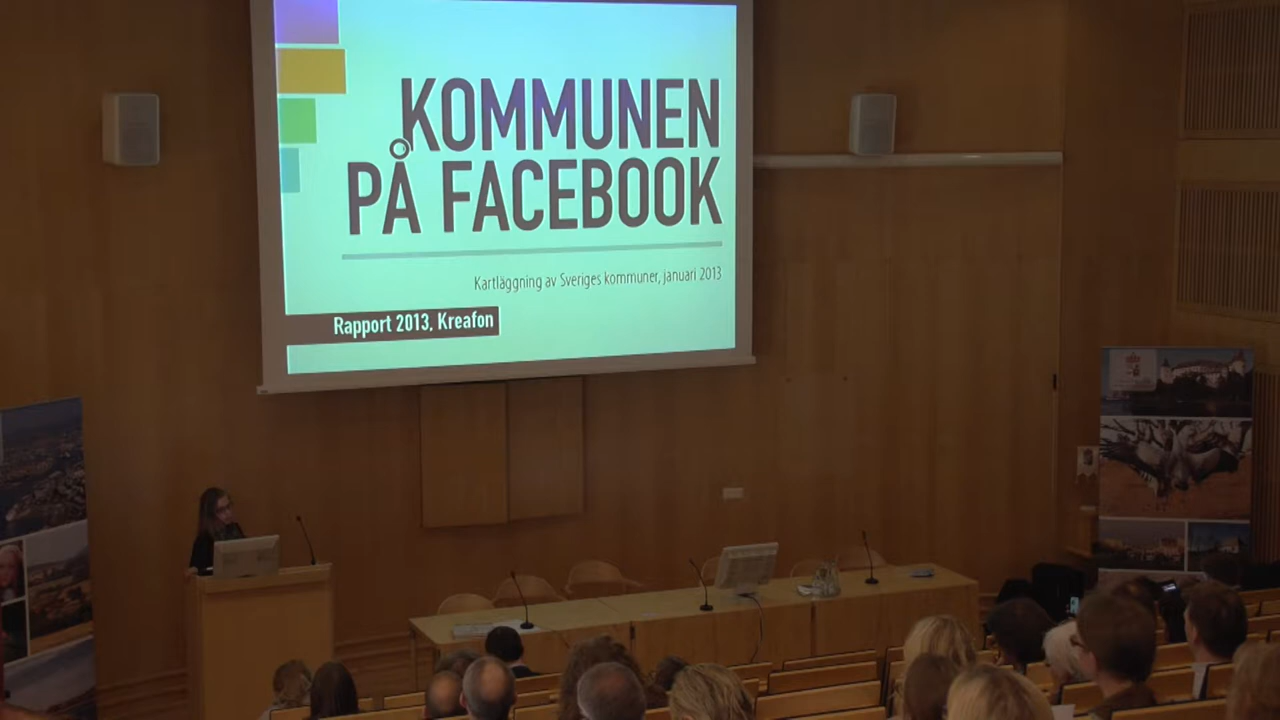 KOMMUNEN
PÅ FACEBOOK
Kartläggning av Sveriges kommuner, januari 2013
Rapport 2013, Kreafon